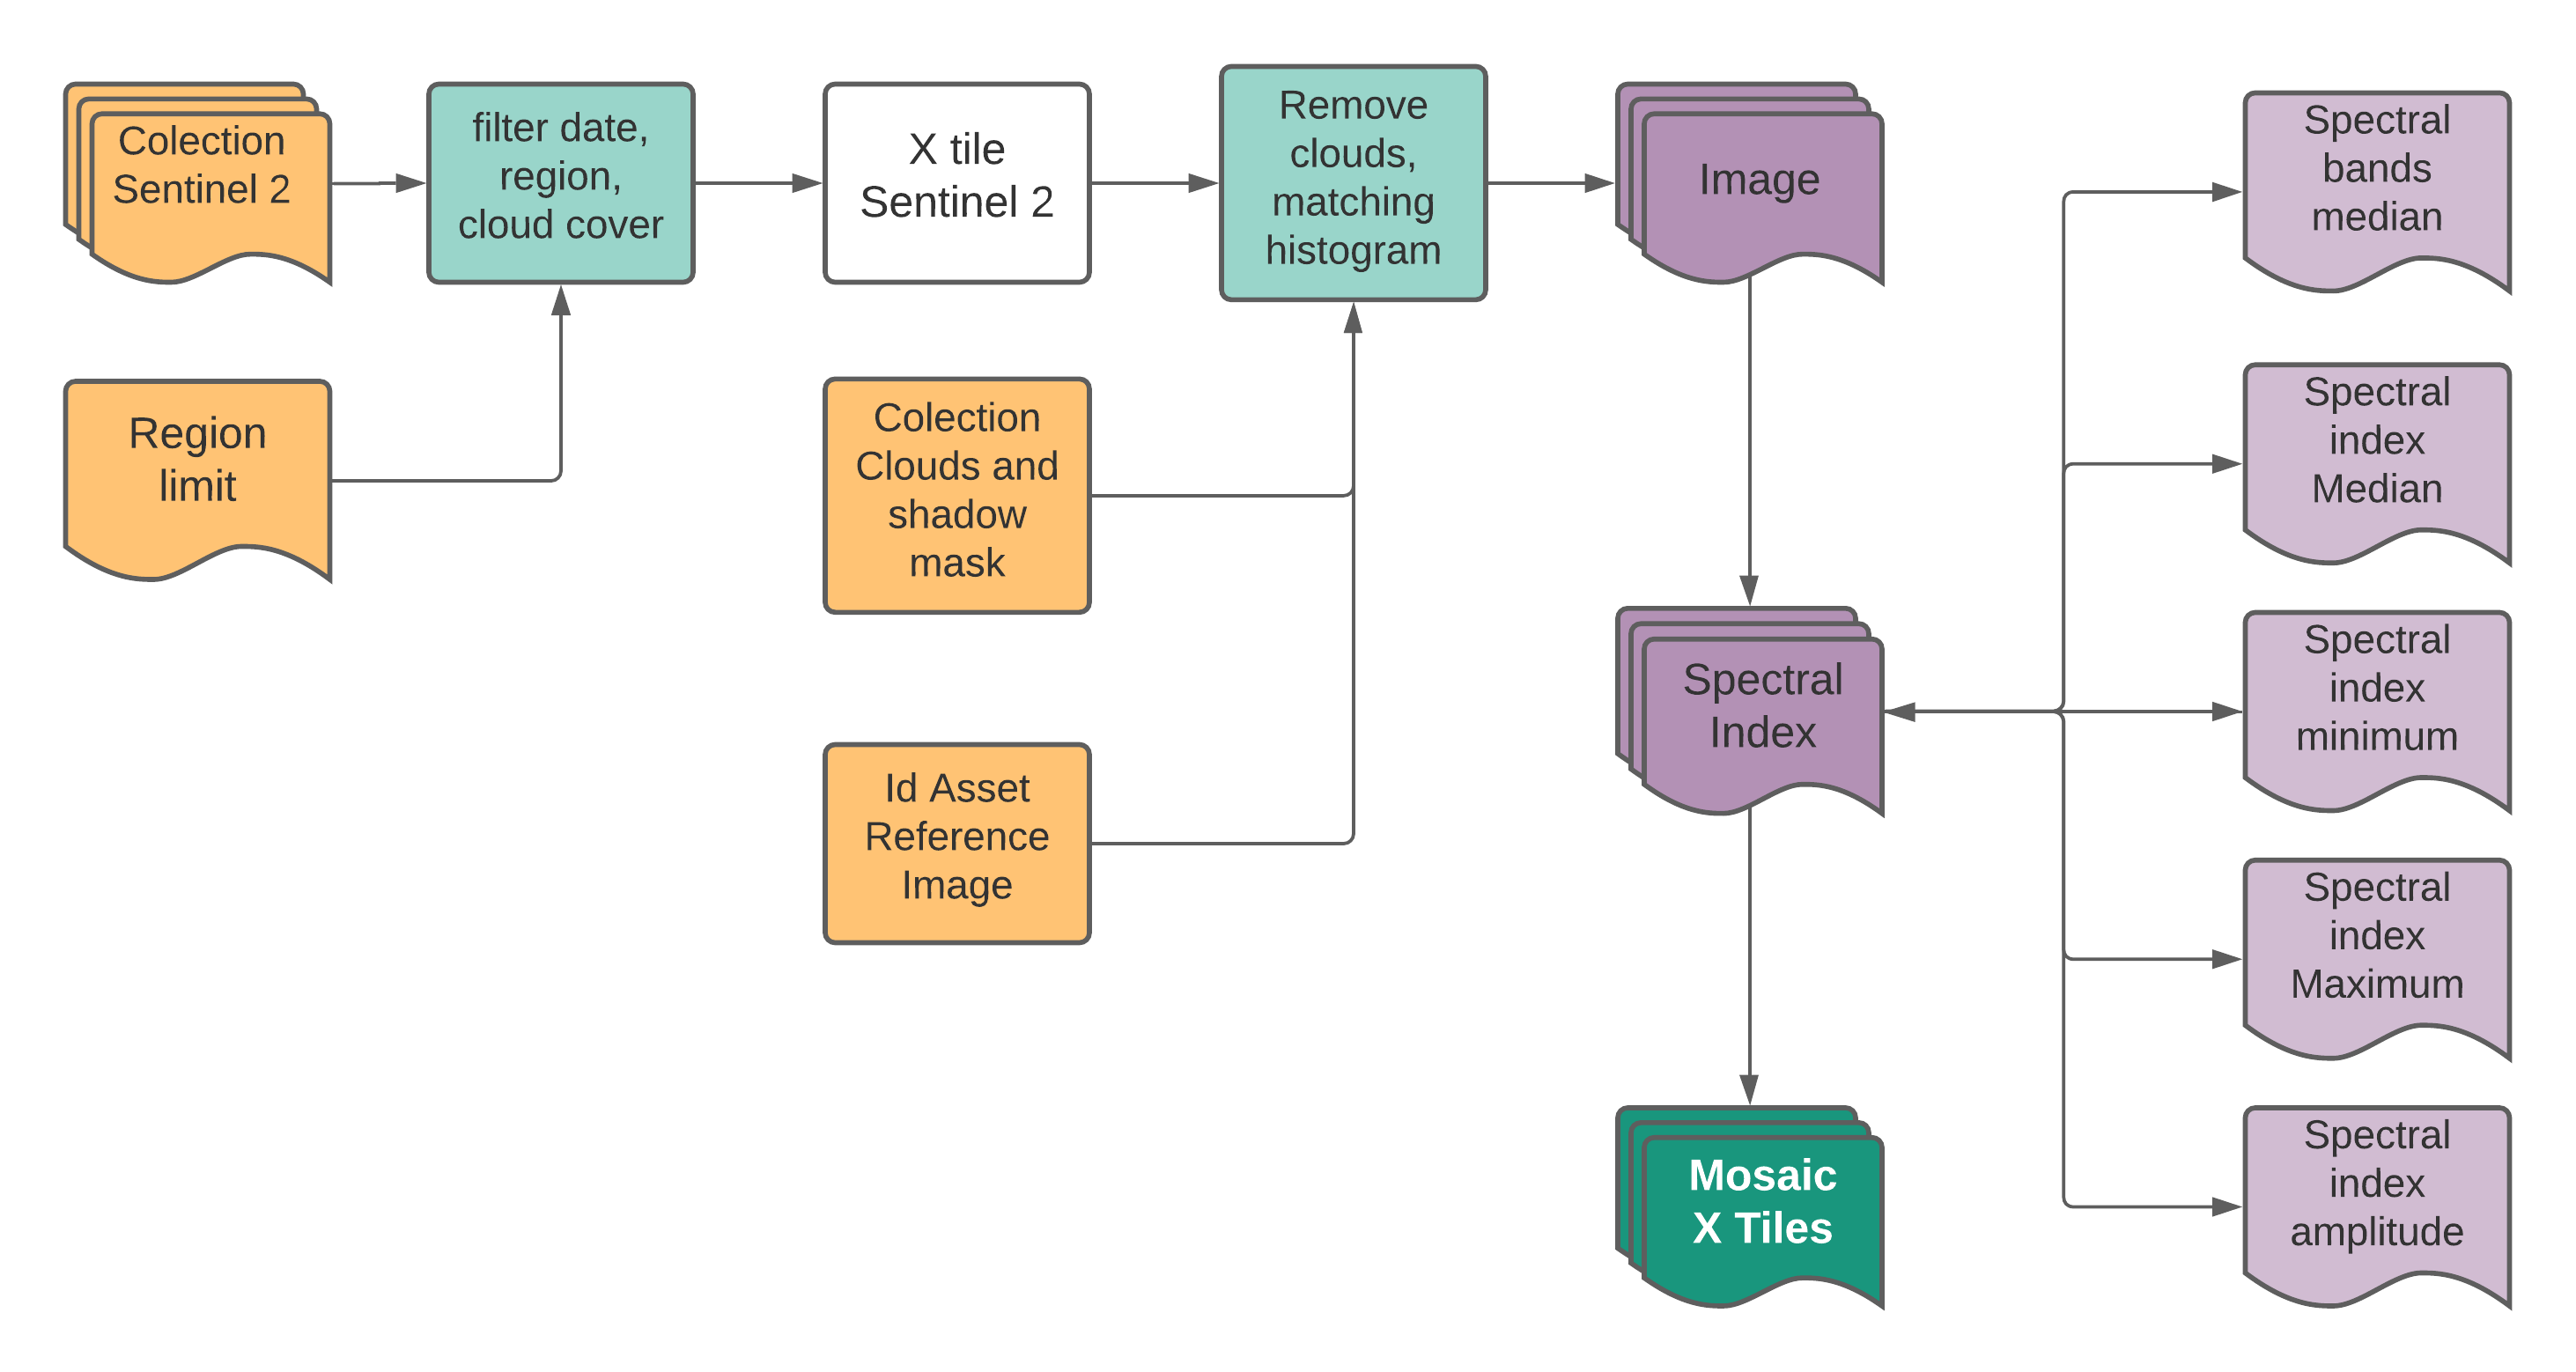 Colection
Sentinel 2
filter date,
region,
cloud cover
X tile
Sentinel 2
Remove
clouds,
matching
histogram
Image
Spectral
bands
median
Region
limit
Colection
Clouds and
shadow
mask
Spectral
index
Median
Id Asset
Reference
Image
Spectral
Index
Spectral
index
minimum
Spectral
index
Maximum
Mosaic
X Tiles
Spectral
index
amplitude